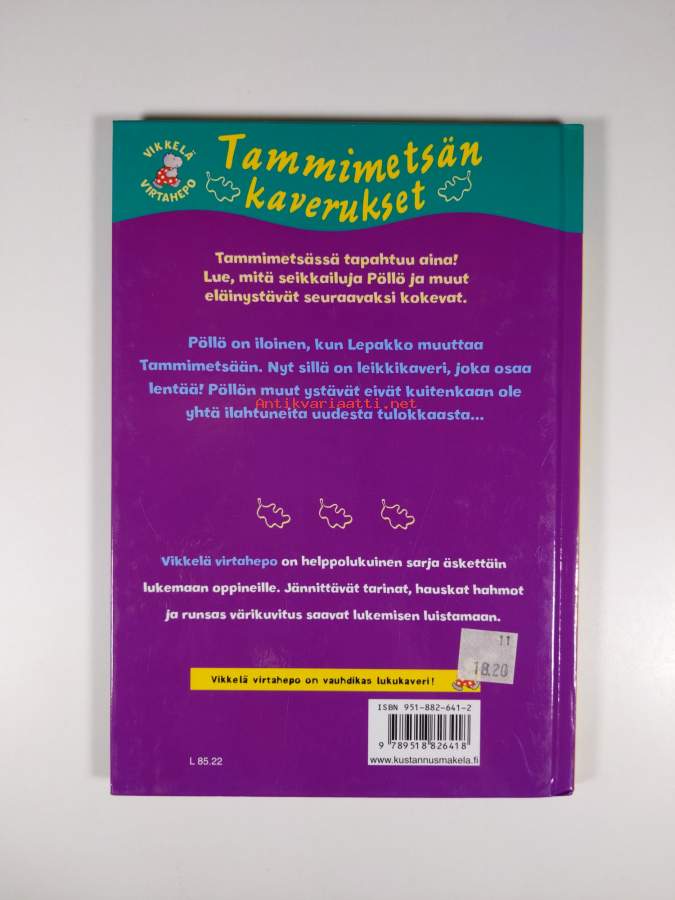 VIKKELÄ
VIRTAHEPO
Tammimetsän
kaverukset
Tammimetsässä tapahtuu aina!
Lue, mitä seikkailuja Pöllö ja muut
eläinystävät seuraavaksi kokevat.
Pöllö on iloinen, kun Lepakko muuttaa
Tammimetsään. Nyt sillä on leikkikaveri, joka osaa
lentää! Pöllön muut ystävät eivät kuitenkaan ole
Antikvariaatti.net
yhtä ilahtuneita uudesta tulokkaasta...
Vikkelä virtahepo on helppolukuinen sarja äskettäin
lukemaan oppineille. Jännittävät tarinat, hauskat hahmot
ja runsas värikuvitus saavat lukemisen luistamaan.
11
18.20
Vikkelä virtahepo on vauhdikas lukukaveri!
ISBN 951-882-641-2
9 789518 826418
www.kustannusmakela.fi
L 85.22